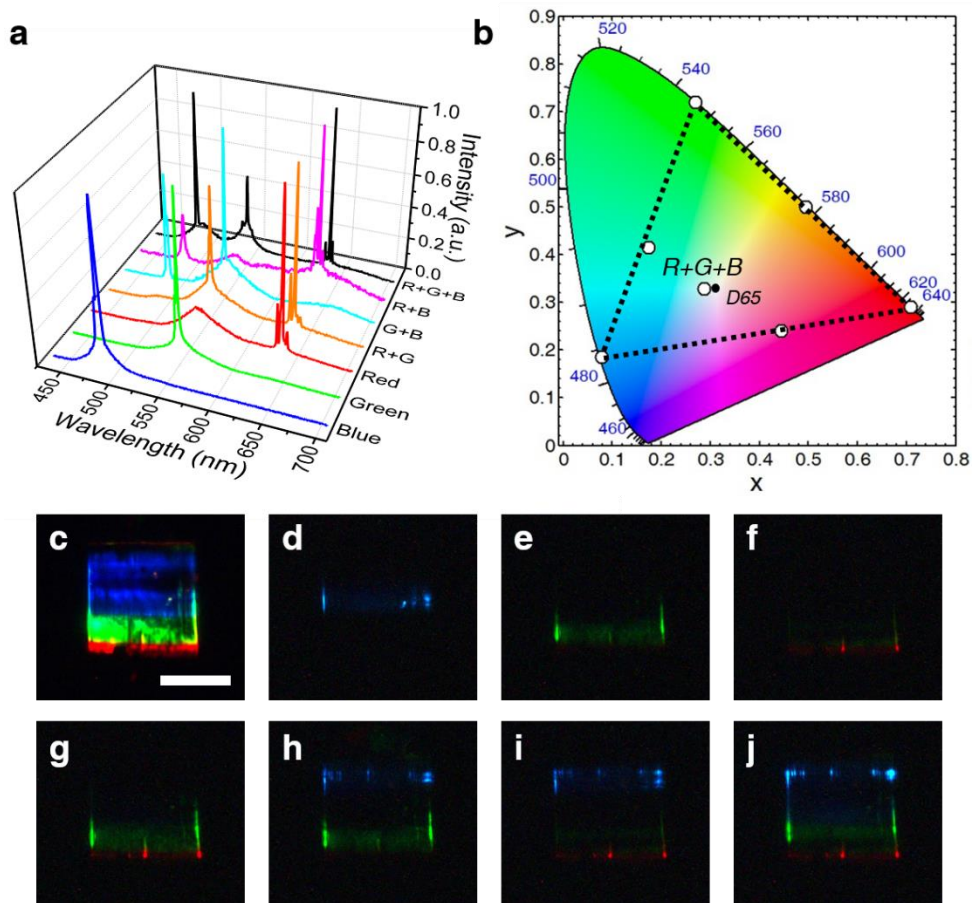 a
1.0
0.8
0.6
0.4
0.2
0.0
Intensity (a.u.)
R+G+B
R+B
G+B
R+G
Red
Green
Blue
450
500
550
600
650
700
Wavelength (nm)
b
0.9
0.8
0.7
0.6
0.5
0.4
0.3
0.2
0.1
0
y
520
540
560
500
580
600
620
640
480
460
R+G+B
D65
0
0.1
0.2
0.3
0.4
0.5
0.6
0.7
0.8
x
c
d
e
f
g
h
i
j